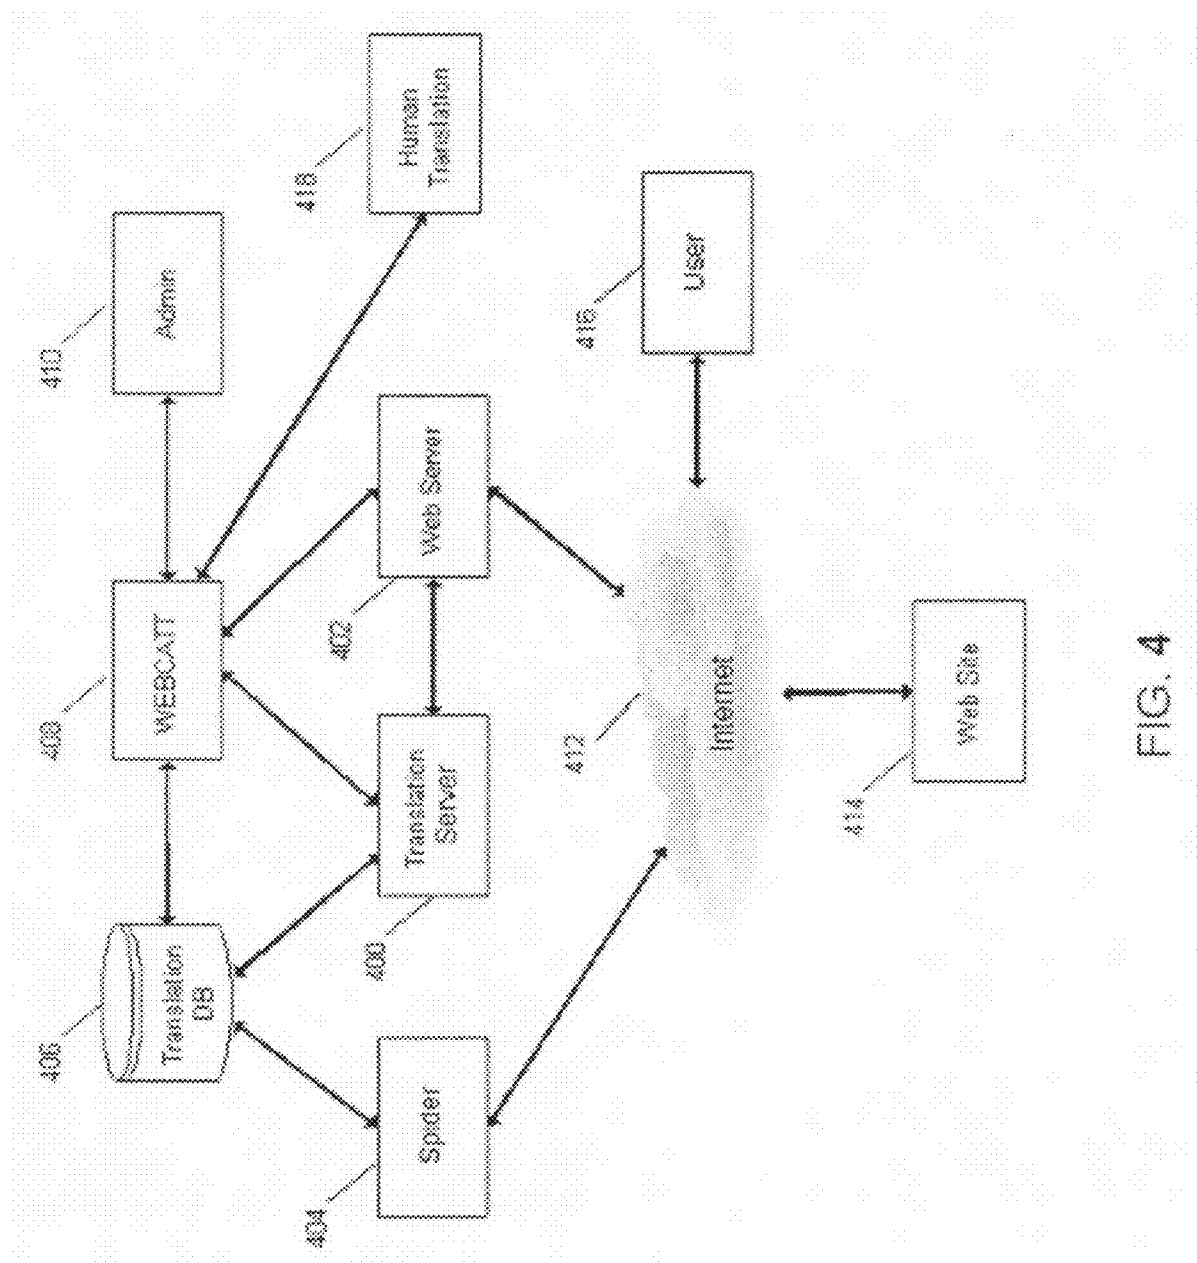 406
Translation
DB
408
WEBCATT
410
Admin
404
Spider
400
Translation
Server
402
Web Server
418
Human
Translation
412
Internet
416
User
414
Web Site
FIG. 4